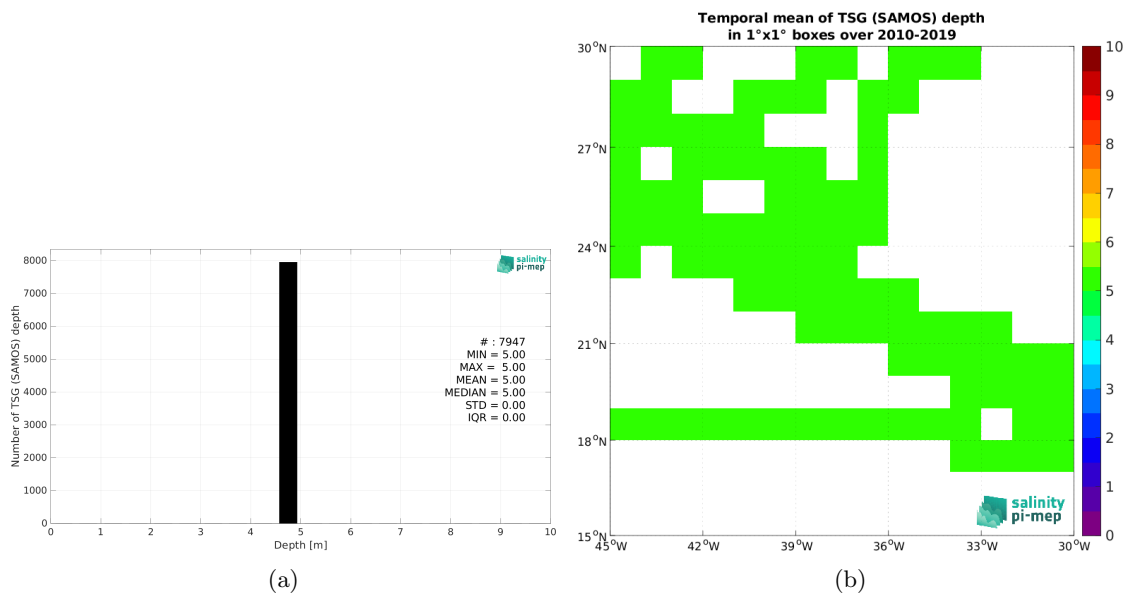 8000
7000
6000
5000
4000
3000
2000
1000
0
Number of TSG (SAMOS) depth
salinity
pi-mep
# : 7947
MIN = 5.00
MAX = 5.00
MEAN = 5.00
MEDIAN = 5.00
STD = 0.00
IQR = 0.00
0 1 2 3 4 5 6 7 8 9 10
Depth [m]
(a)
Temporal mean of TSG (SAMOS) depth
in 1°x1° boxes over 2010-2019
30°N
27°N
24°N
21°N
18°N
15°N
45°W 42°W 39°W 36°W 33°W 30°W
salinity
pi-mep
10
9
8
7
6
5
4
3
2
1
0
(b)